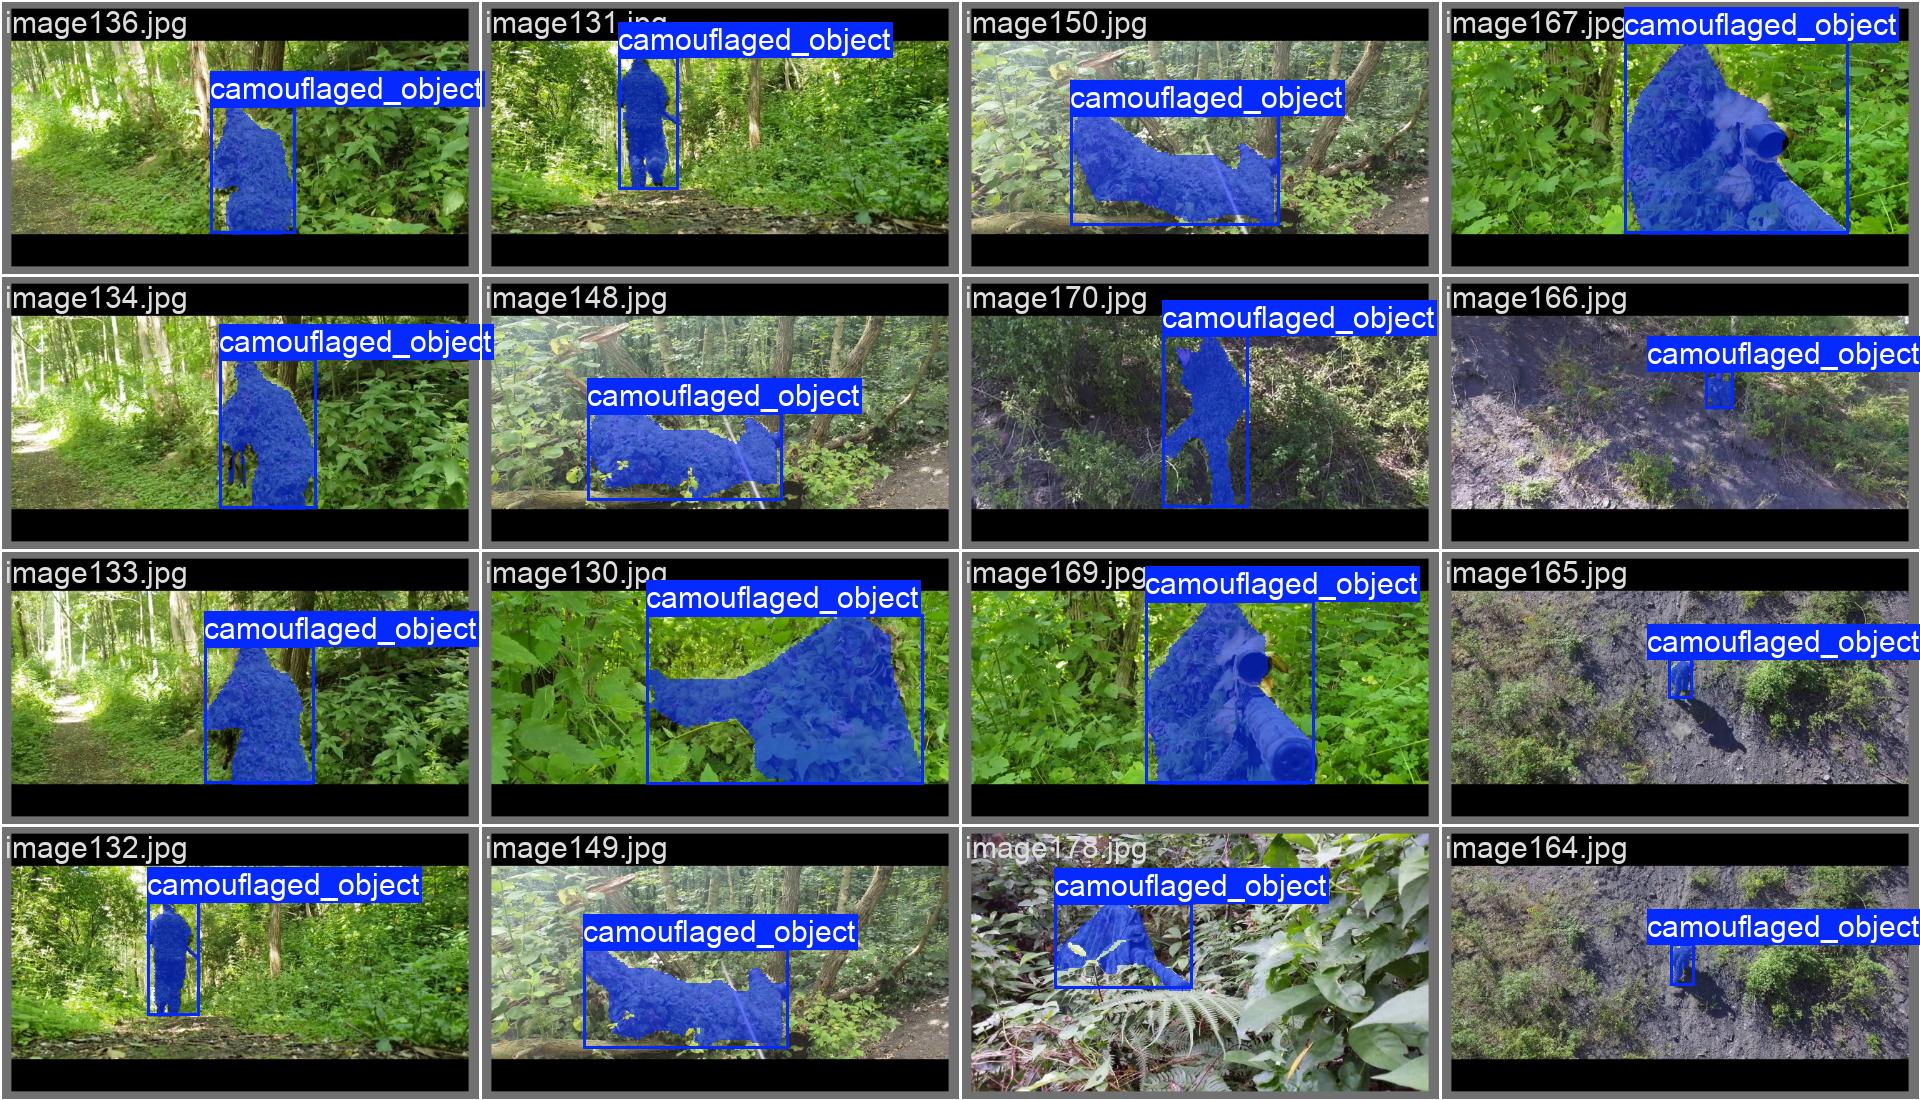 image136.jpg
camouflaged_object
image131.jpg
camouflaged_object
image150.jpg
camouflaged_object
image167.jpg
camouflaged_object
image134.jpg
camouflaged_object
image148.jpg
camouflaged_object
image170.jpg
camouflaged_object
image166.jpg
camouflaged_object
image133.jpg
camouflaged_object
image130.jpg
camouflaged_object
image169.jpg
camouflaged_object
image165.jpg
camouflaged_object
image132.jpg
camouflaged_object
image149.jpg
camouflaged_object
image178.jpg
camouflaged_object
image164.jpg
camouflaged_object